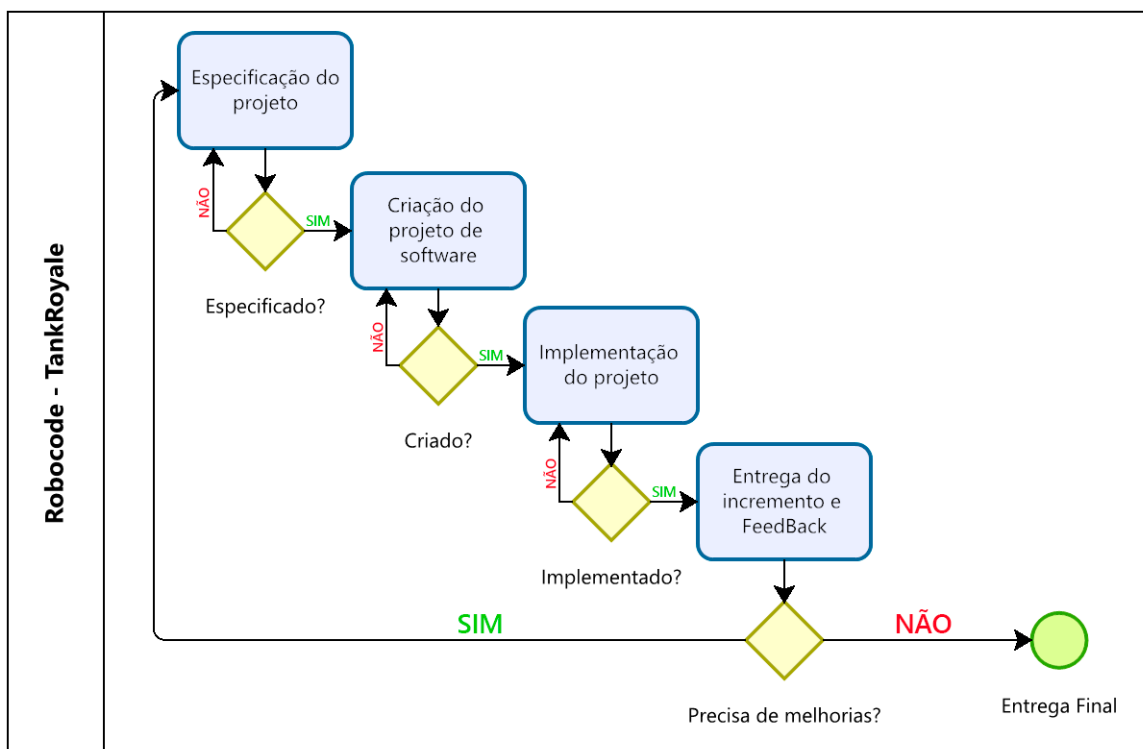 Robocode - TankRoyale
Especificação do
projeto
NÃO
SIM
Especificado?
Criação do
projeto de
software
NÃO
SIM
Criado?
Implementação
do projeto
NÃO
SIM
Implementado?
Entrega do
incremento e
FeedBack
SIM
NÃO
Precisa de melhorias?
Entrega Final